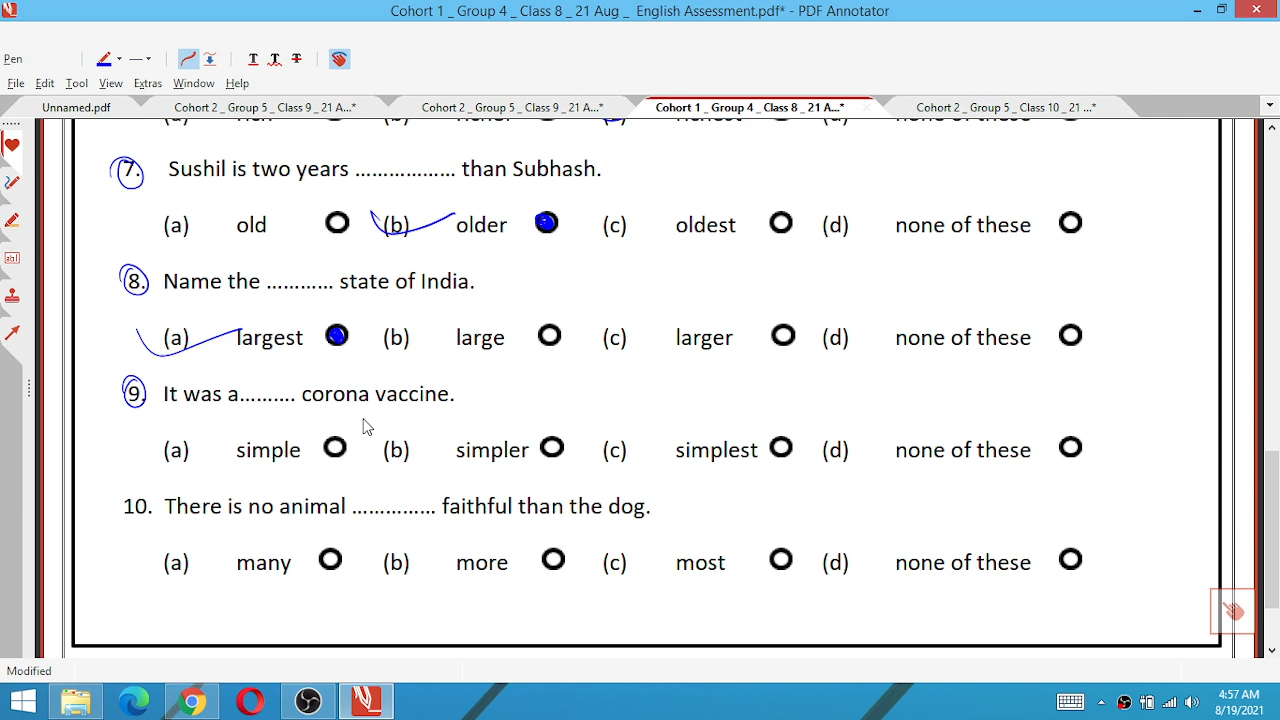 Cohort 1 _ Group 4 _ Class 8 _ 21 Aug _ English Assessment.pdf* - PDF Annotator
Pen
T T T
File Edit Tool View Extras Window Help
Unnamed.pdf Cohort 2 _ Group 5 _ Class 9 _ 21 A...* Cohort 2 _ Group 5 _ Class 9 _ 21 A...* Cohort 1 _ Group 4 _ Class 8 _ 21 A...* Cohort 2 _ Group 5 _ Class 10 _ 21 ...*
7. Sushil is two years .................. than Subhash.
(a) old (b) older (c) oldest (d) none of these
8. Name the ............ state of India.
(a) largest (b) large (c) larger (d) none of these
9. It was a.......... corona vaccine.
(a) simple (b) simpler (c) simplest (d) none of these
10. There is no animal ............... faithful than the dog.
(a) many (b) more (c) most (d) none of these
Modified
4:57 AM
8/19/2021